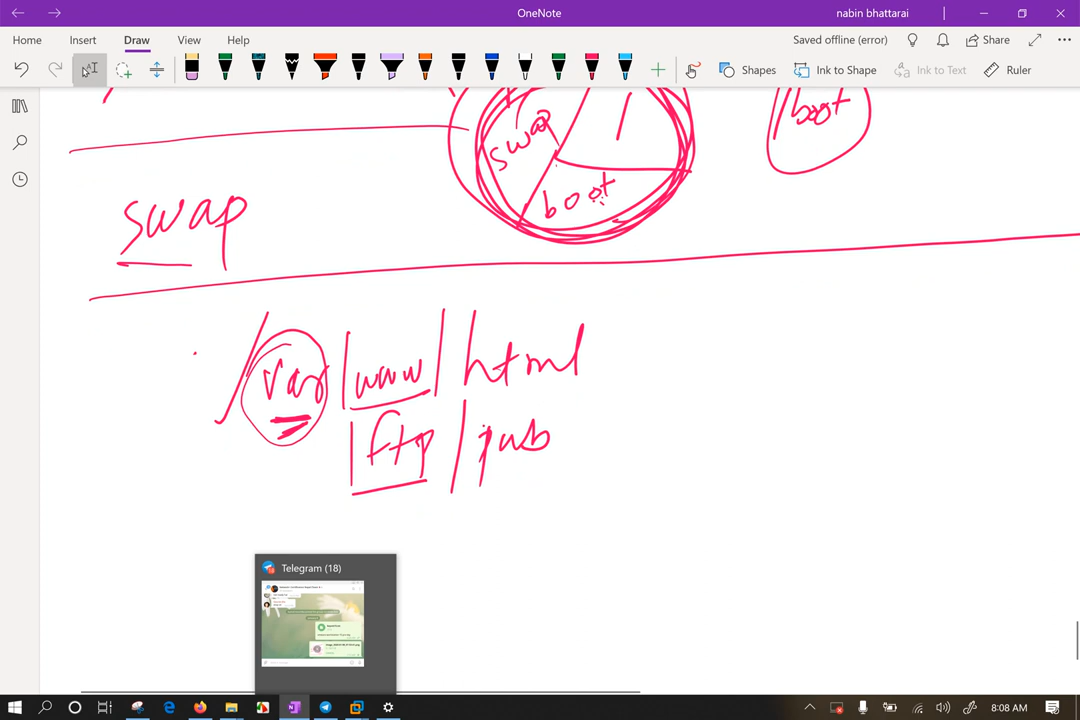 OneNote
nabin bhattarai
Home
Insert
Draw
View
Help
Saved offline (error)
Share
Shapes
Ink to Shape
Ink to Text
Ruler
swap
/
/boot
boot
swap
/var/www/html
/ftp/pub
Telegram (18)
8:08 AM